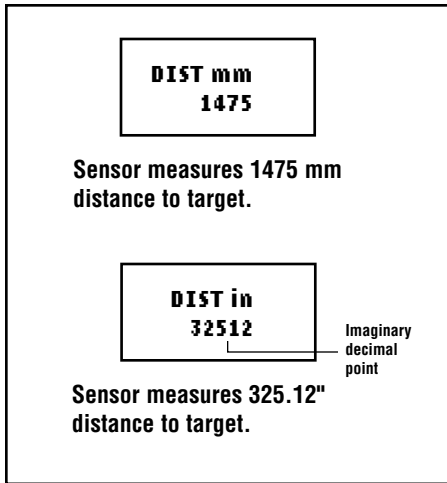 DIST mm
1475
Sensor measures 1475 mm
distance to target.
DIST in
32512
Imaginary
decimal
point
Sensor measures 325.12"
distance to target.